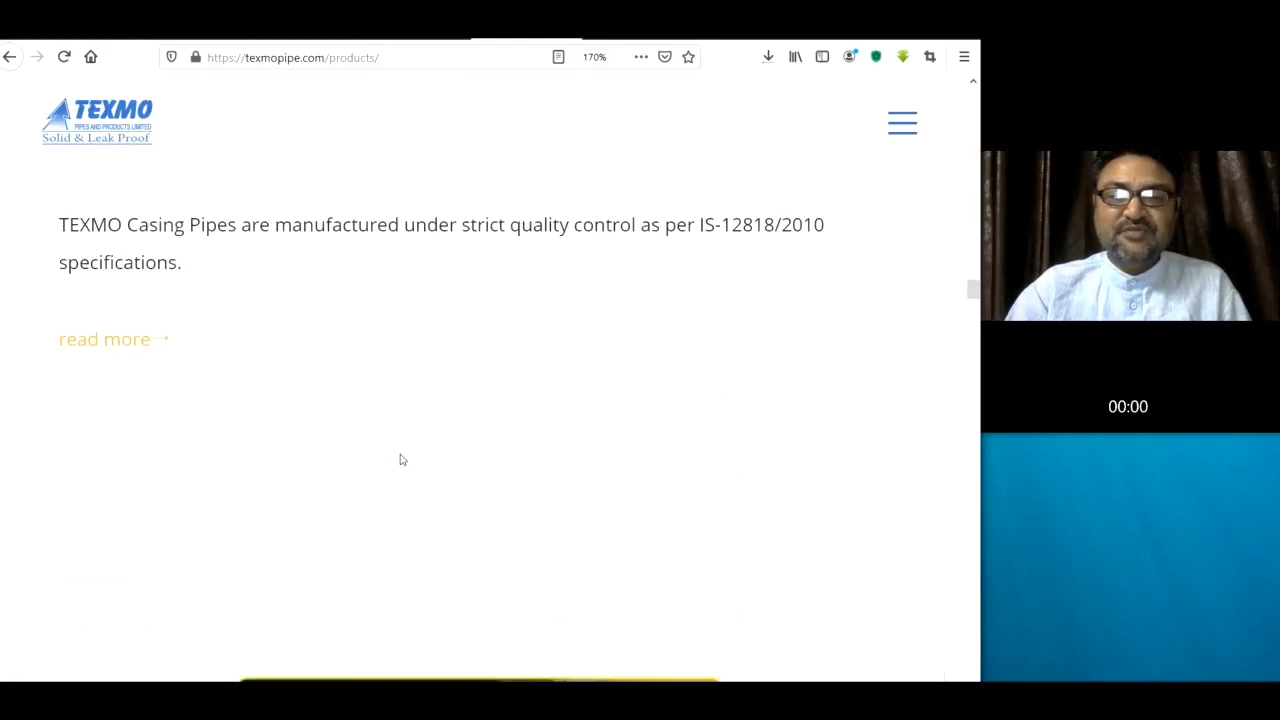 https://texmopipe.com/products/
170%
TEXMO
PIPES AND PRODUCTS LIMITED
Solid & Leak Proof
TEXMO Casing Pipes are manufactured under strict quality control as per IS-12818/2010
specifications.
read more→
00:00